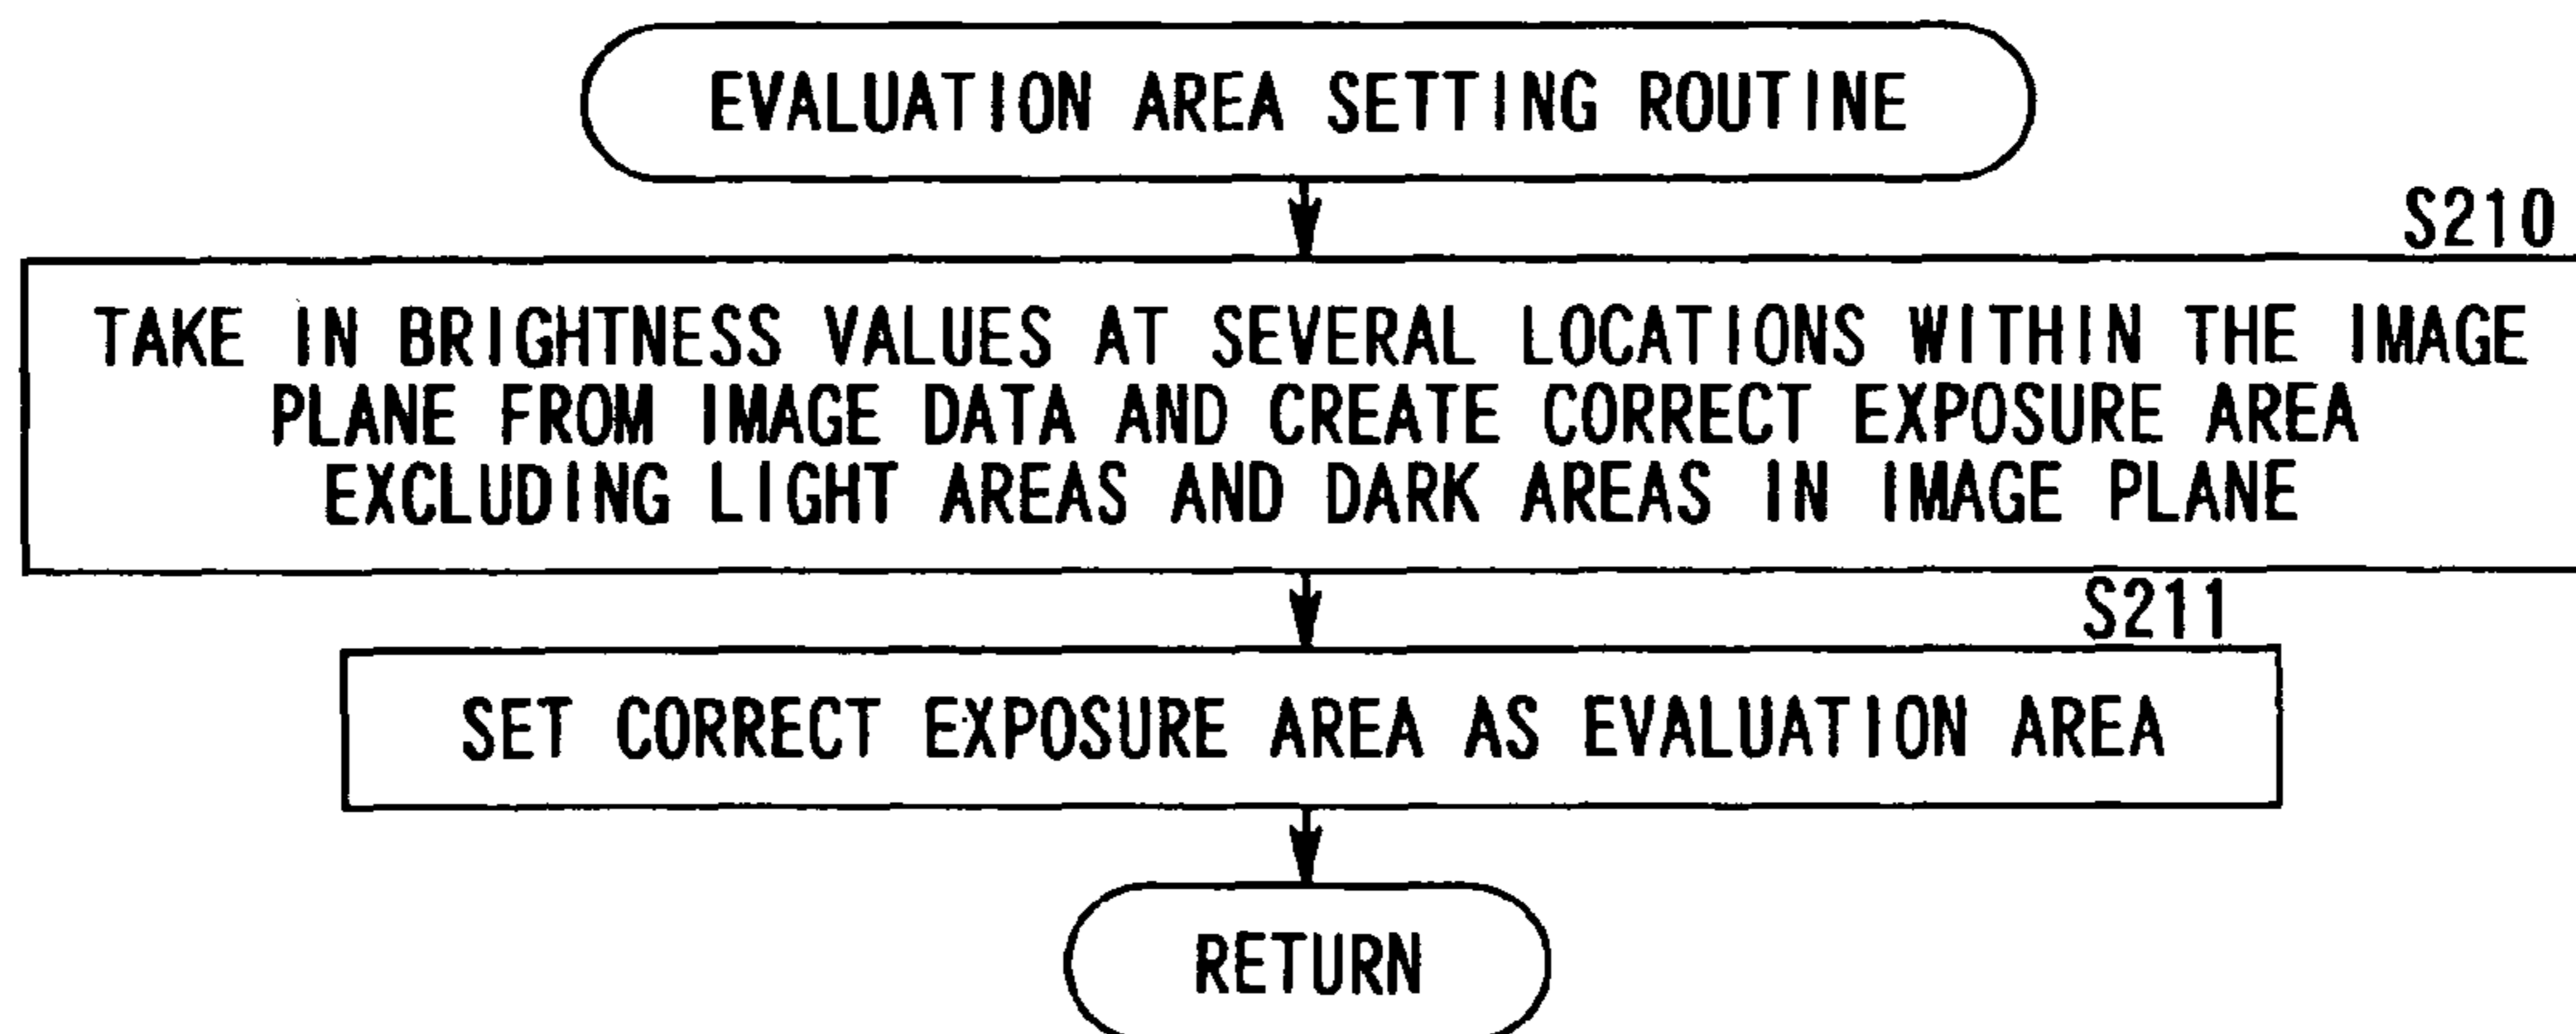 EVALUATION AREA SETTING ROUTINE
S210
TAKE IN BRIGHTNESS VALUES AT SEVERAL LOCATIONS WITHIN THE IMAGE
PLANE FROM IMAGE DATA AND CREATE CORRECT EXPOSURE AREA
EXCLUDING LIGHT AREAS AND DARK AREAS IN IMAGE PLANE
S211
SET CORRECT EXPOSURE AREA AS EVALUATION AREA
RETURN